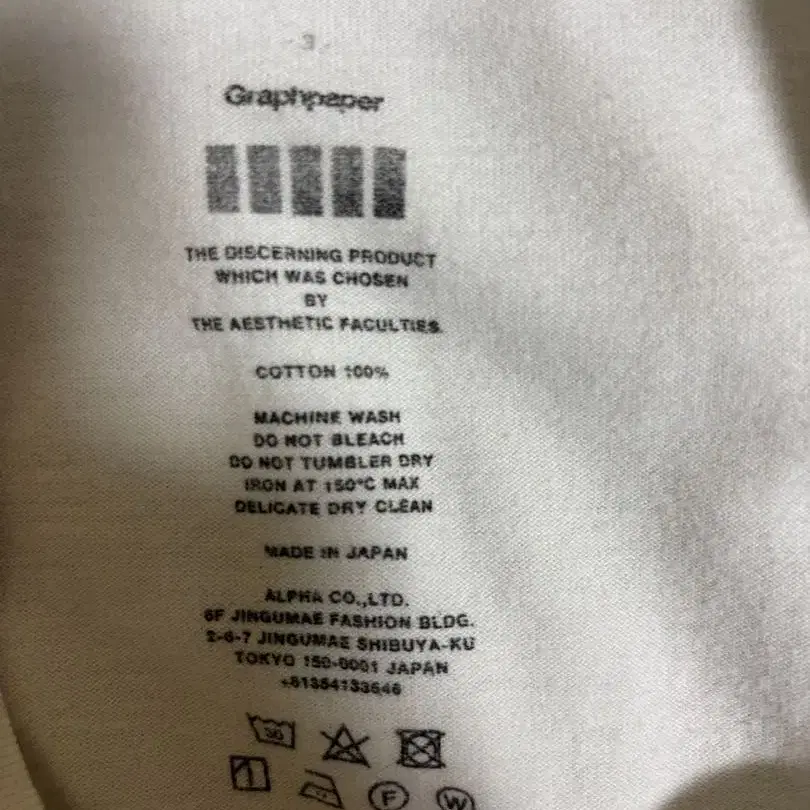 3
Graphpaper
THE DISCERNING PRODUCT
WHICH WAS CHOSEN
BY
THE AESTHETIC FACULTIES.
COTTON 100%
MACHINE WASH
DO NOT BLEACH
DO NOT TUMBLER DRY
IRON AT 150°C MAX
DELICATE DRY CLEAN
MADE IN JAPAN
ALPHA CO.,LTD.
6F JINGUMAE FASHION BLDG.
2-6-7 JINGUMAE SHIBUYA-KU
TOKYO 150-0001 JAPAN
+81354133546
30
F W